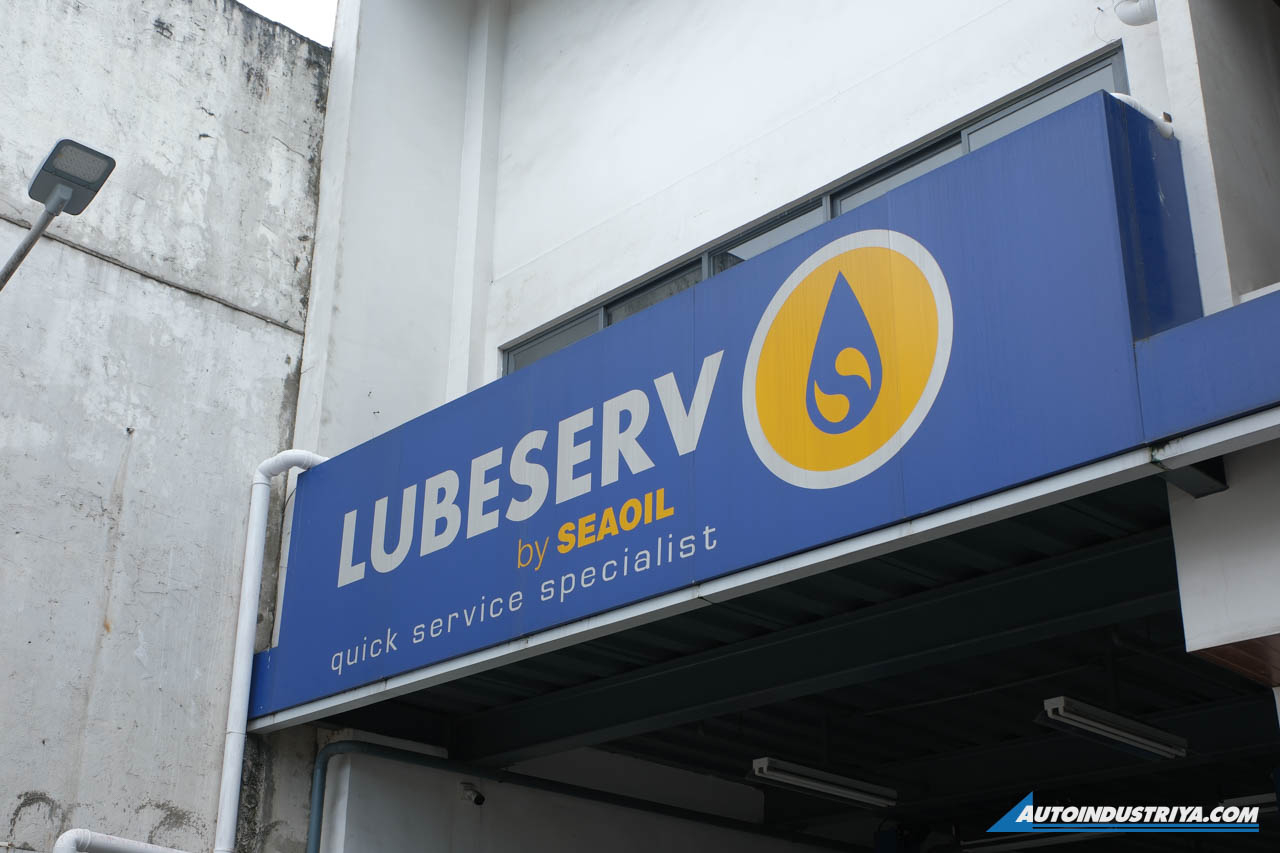 LUBESERV
by SEAOIL
quick service specialist
AUTOINDUSTRIYA.COM